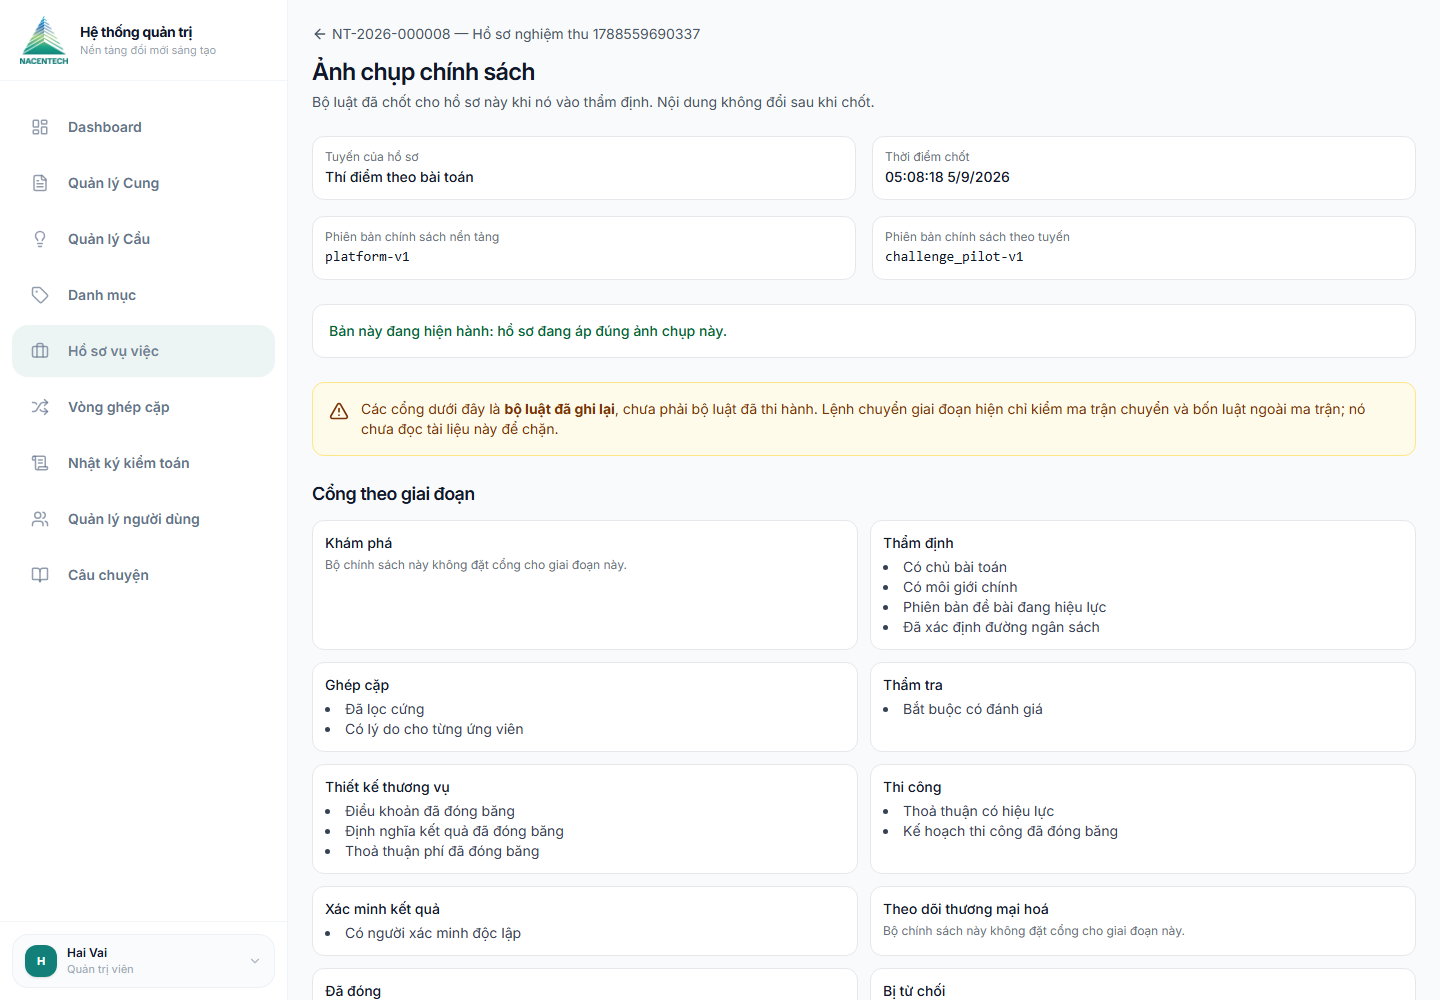 NACENTECH
Hệ thống quản trị
Nền tảng đổi mới sáng tạo
Dashboard
Quản lý Cung
Quản lý Cầu
Danh mục
Hồ sơ vụ việc
Vòng ghép cặp
Nhật ký kiểm toán
Quản lý người dùng
Câu chuyện
H
Hai Vai
Quản trị viên
← NT-2026-000008 — Hồ sơ nghiệm thu 1788559690337
Ảnh chụp chính sách
Bộ luật đã chốt cho hồ sơ này khi nó vào thẩm định. Nội dung không đổi sau khi chốt.
Tuyến của hồ sơ
Thí điểm theo bài toán
Thời điểm chốt
05:08:18 5/9/2026
Phiên bản chính sách nền tảng
platform-v1
Phiên bản chính sách theo tuyến
challenge_pilot-v1
Bản này đang hiện hành: hồ sơ đang áp đúng ảnh chụp này.
Các cổng dưới đây là bộ luật đã ghi lại, chưa phải bộ luật đã thi hành. Lệnh chuyển giai đoạn hiện chỉ kiểm ma trận chuyển và bốn luật ngoài ma trận; nó
chưa đọc tài liệu này để chặn.
Cổng theo giai đoạn
Khám phá
Bộ chính sách này không đặt cổng cho giai đoạn này.
Thẩm định
• Có chủ bài toán
• Có môi giới chính
• Phiên bản đề bài đang hiệu lực
• Đã xác định đường ngân sách
Ghép cặp
• Đã lọc cứng
• Có lý do cho từng ứng viên
Thẩm tra
• Bắt buộc có đánh giá
Thiết kế thương vụ
• Điều khoản đã đóng băng
• Định nghĩa kết quả đã đóng băng
• Thoả thuận phí đã đóng băng
Thi công
• Thoả thuận có hiệu lực
• Kế hoạch thi công đã đóng băng
Xác minh kết quả
• Có người xác minh độc lập
Theo dõi thương mại hoá
Bộ chính sách này không đặt cổng cho giai đoạn này.
Đã đóng
Bị từ chối